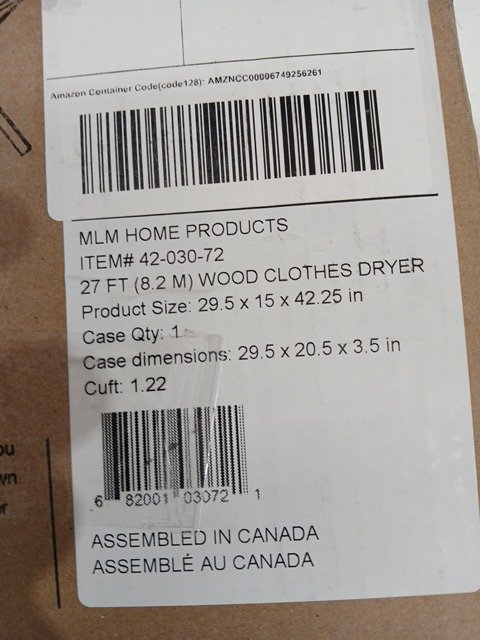 Amazon Container Code(code128): AMZNCC00006749256261
MLM HOME PRODUCTS
ITEM# 42-030-72
27 FT (8.2 M) WOOD CLOTHES DRYER
Product Size: 29.5 x 15 x 42.25 in
Case Qty: 1
Case dimensions: 29.5 x 20.5 x 3.5 in
Cuft: 1.22
6 82001 03072 1
ASSEMBLED IN CANADA
ASSEMBLÉ AU CANADA